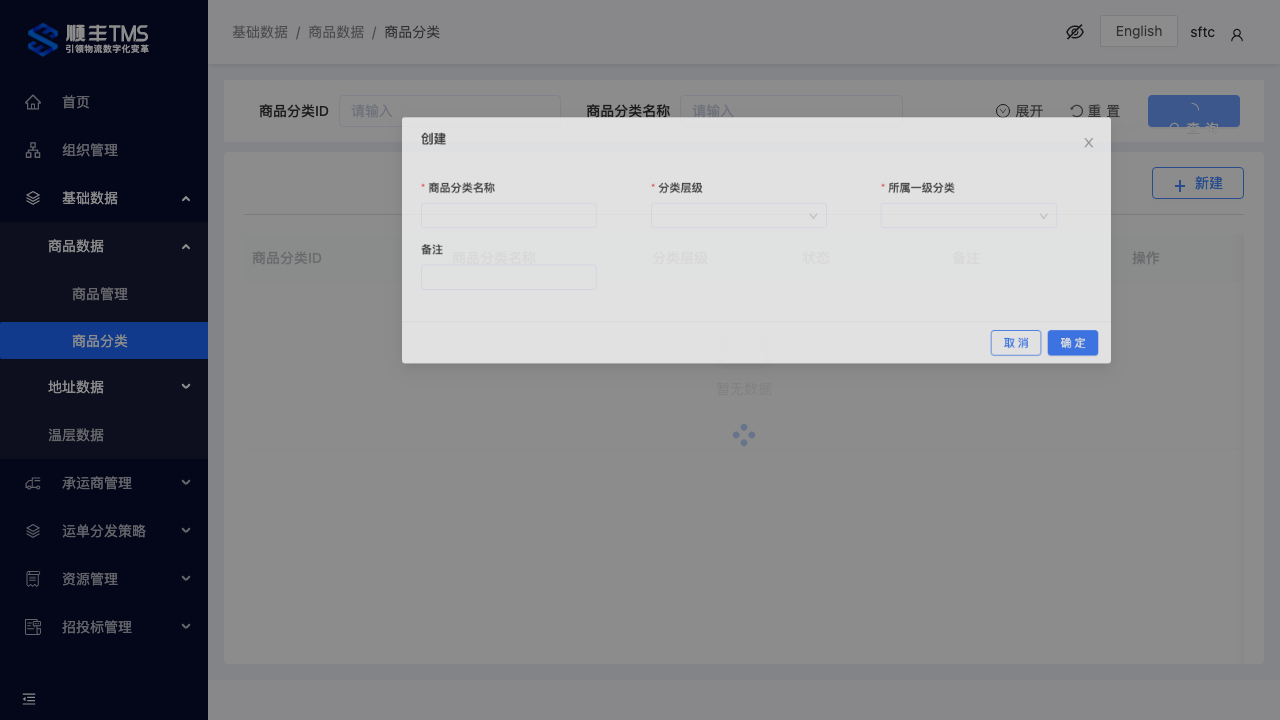 顺丰TMS
引领物流数字化变革
首页
组织管理
基础数据
商品数据
商品管理
商品分类
地址数据
温层数据
承运商管理
运单分发策略
资源管理
招投标管理
基础数据 / 商品数据 / 商品分类
English
sftc
商品分类ID 请输入
商品分类名称 请输入
展开
重 置
查 询
新建
商品分类ID 商品分类名称 分类层级 状态 备注 操作
暂无数据
创建
* 商品分类名称
* 分类层级
* 所属一级分类
备注
取 消
确 定